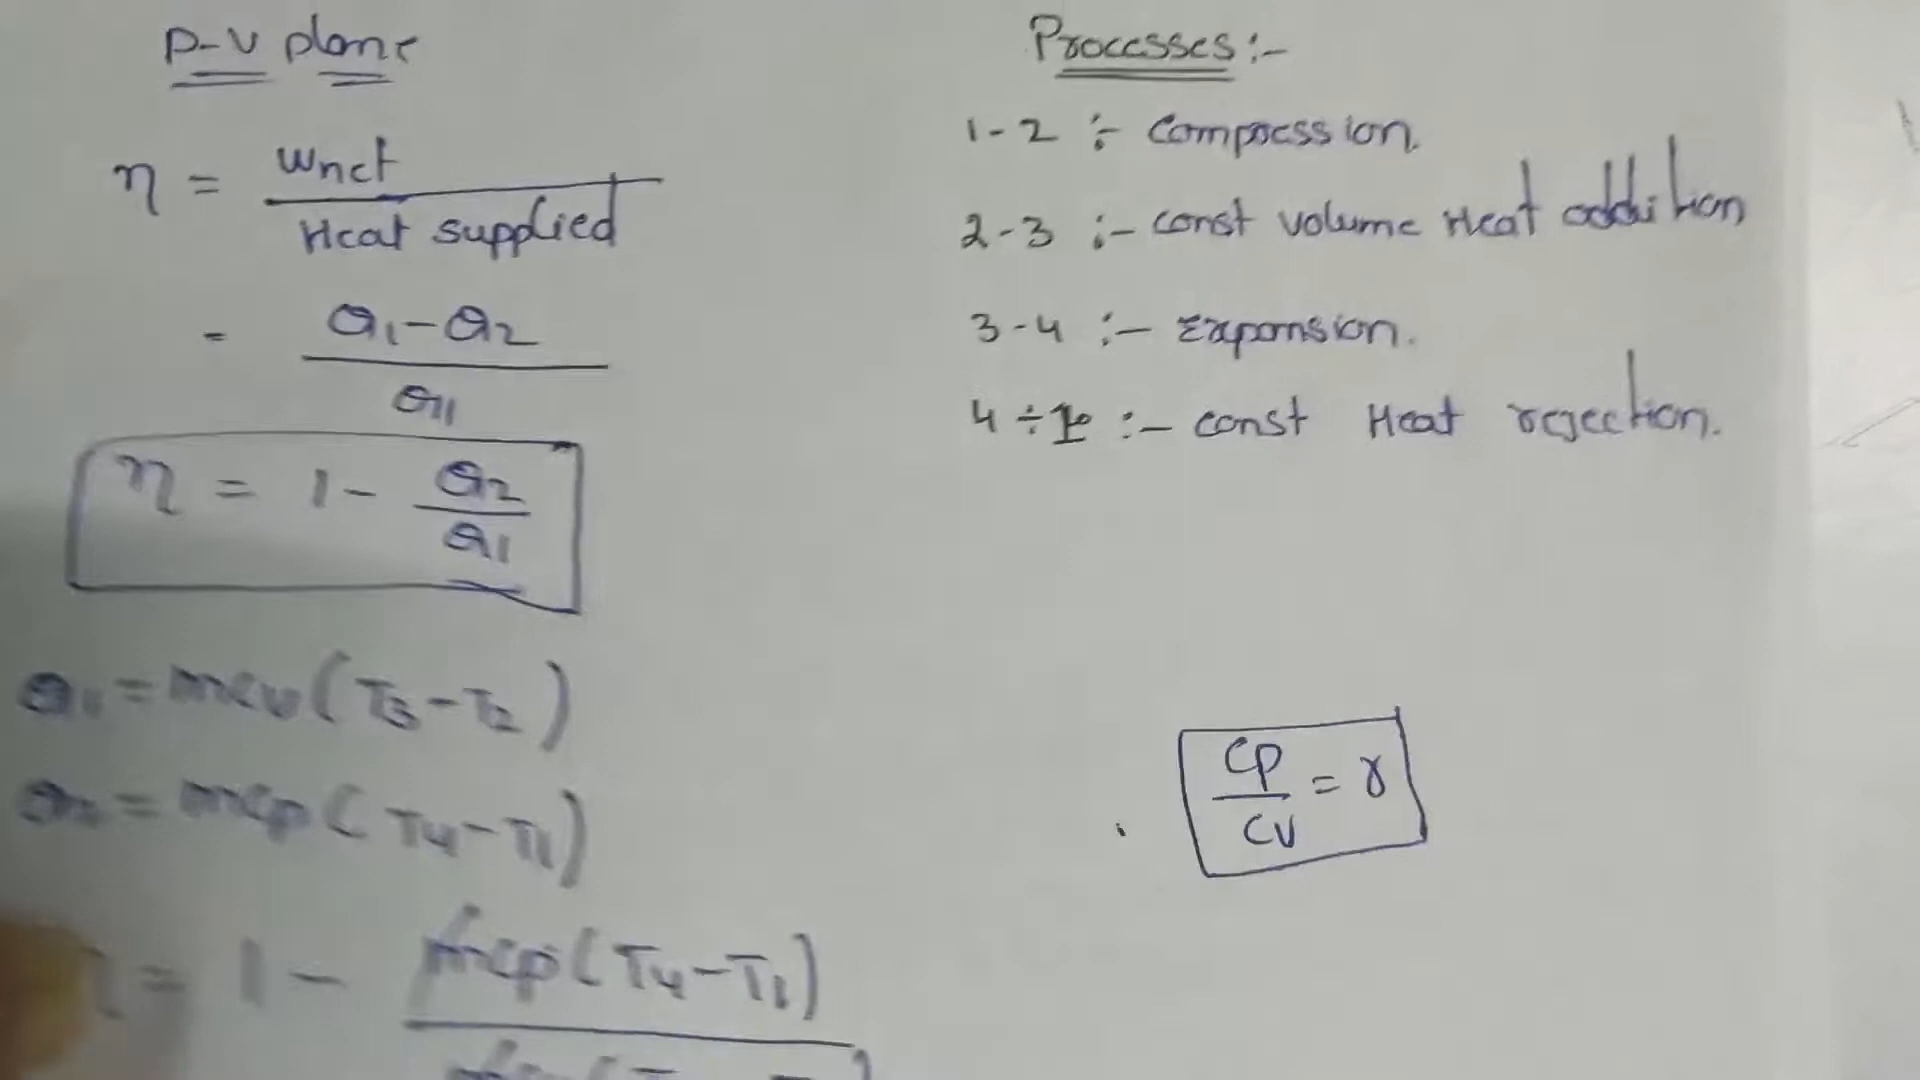 P-V plane
η = Wnet / Heat supplied
= Q1-Q2 / Q1
η = 1 - Q2/Q1
Q1 = mcv(T3-T2)
Q2 = mcp(T4-T1)
= 1 - mcp(T4-T1)
Processes:-
1-2 :- Compression.
2-3 :- const volume Heat addition
3-4 :- Expansion.
4 ÷ 1 :- const Heat rejection.
CP/CV = γ